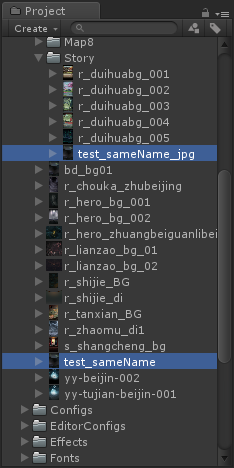 Project
Create
Map8
Story
r_duihuabg_001
r_duihuabg_002
r_duihuabg_003
r_duihuabg_004
r_duihuabg_005
test_sameName_jpg
bd_bg01
r_chouka_zhubeijing
r_hero_bg_001
r_hero_bg_002
r_hero_zhuangbeiguanlibei
r_lianzao_bg_01
r_lianzao_bg_02
r_shijie_BG
r_shijie_di
r_tanxian_BG
r_zhaomu_di1
s_shangcheng_bg
test_sameName
yy-beijin-002
yy-tujian-beijin-001
Configs
EditorConfigs
Effects
Fonts